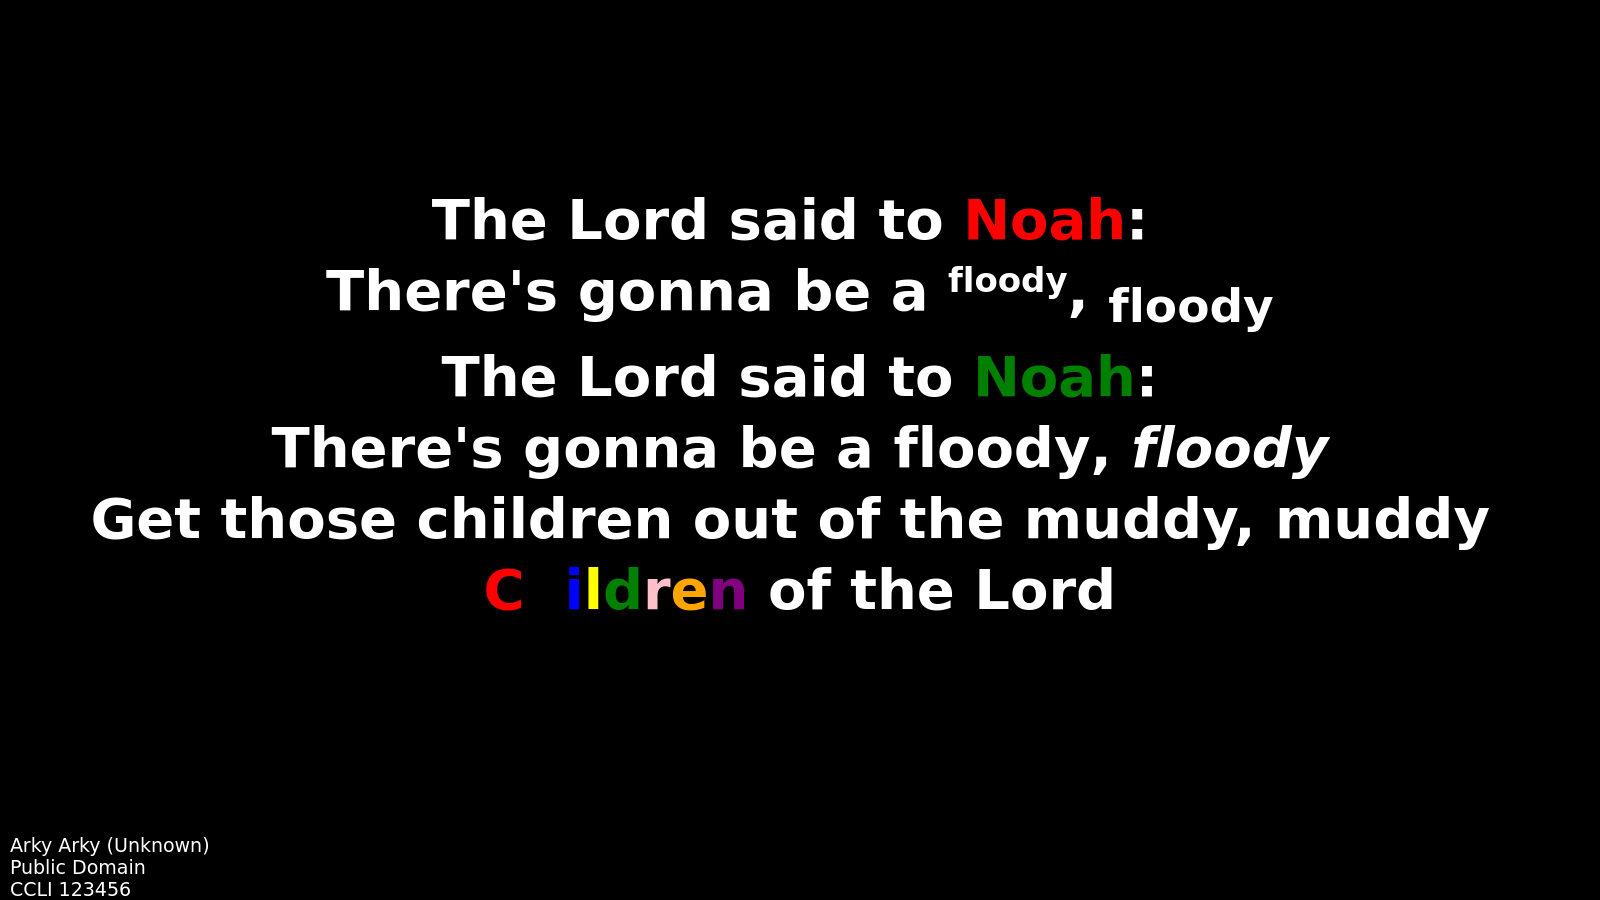 The Lord said to Noah:
There's gonna be a floody, floody
The Lord said to Noah:
There's gonna be a floody, floody
Get those children out of the muddy, muddy
C ildren of the Lord
Arky Arky (Unknown)
Public Domain
CCLI 123456